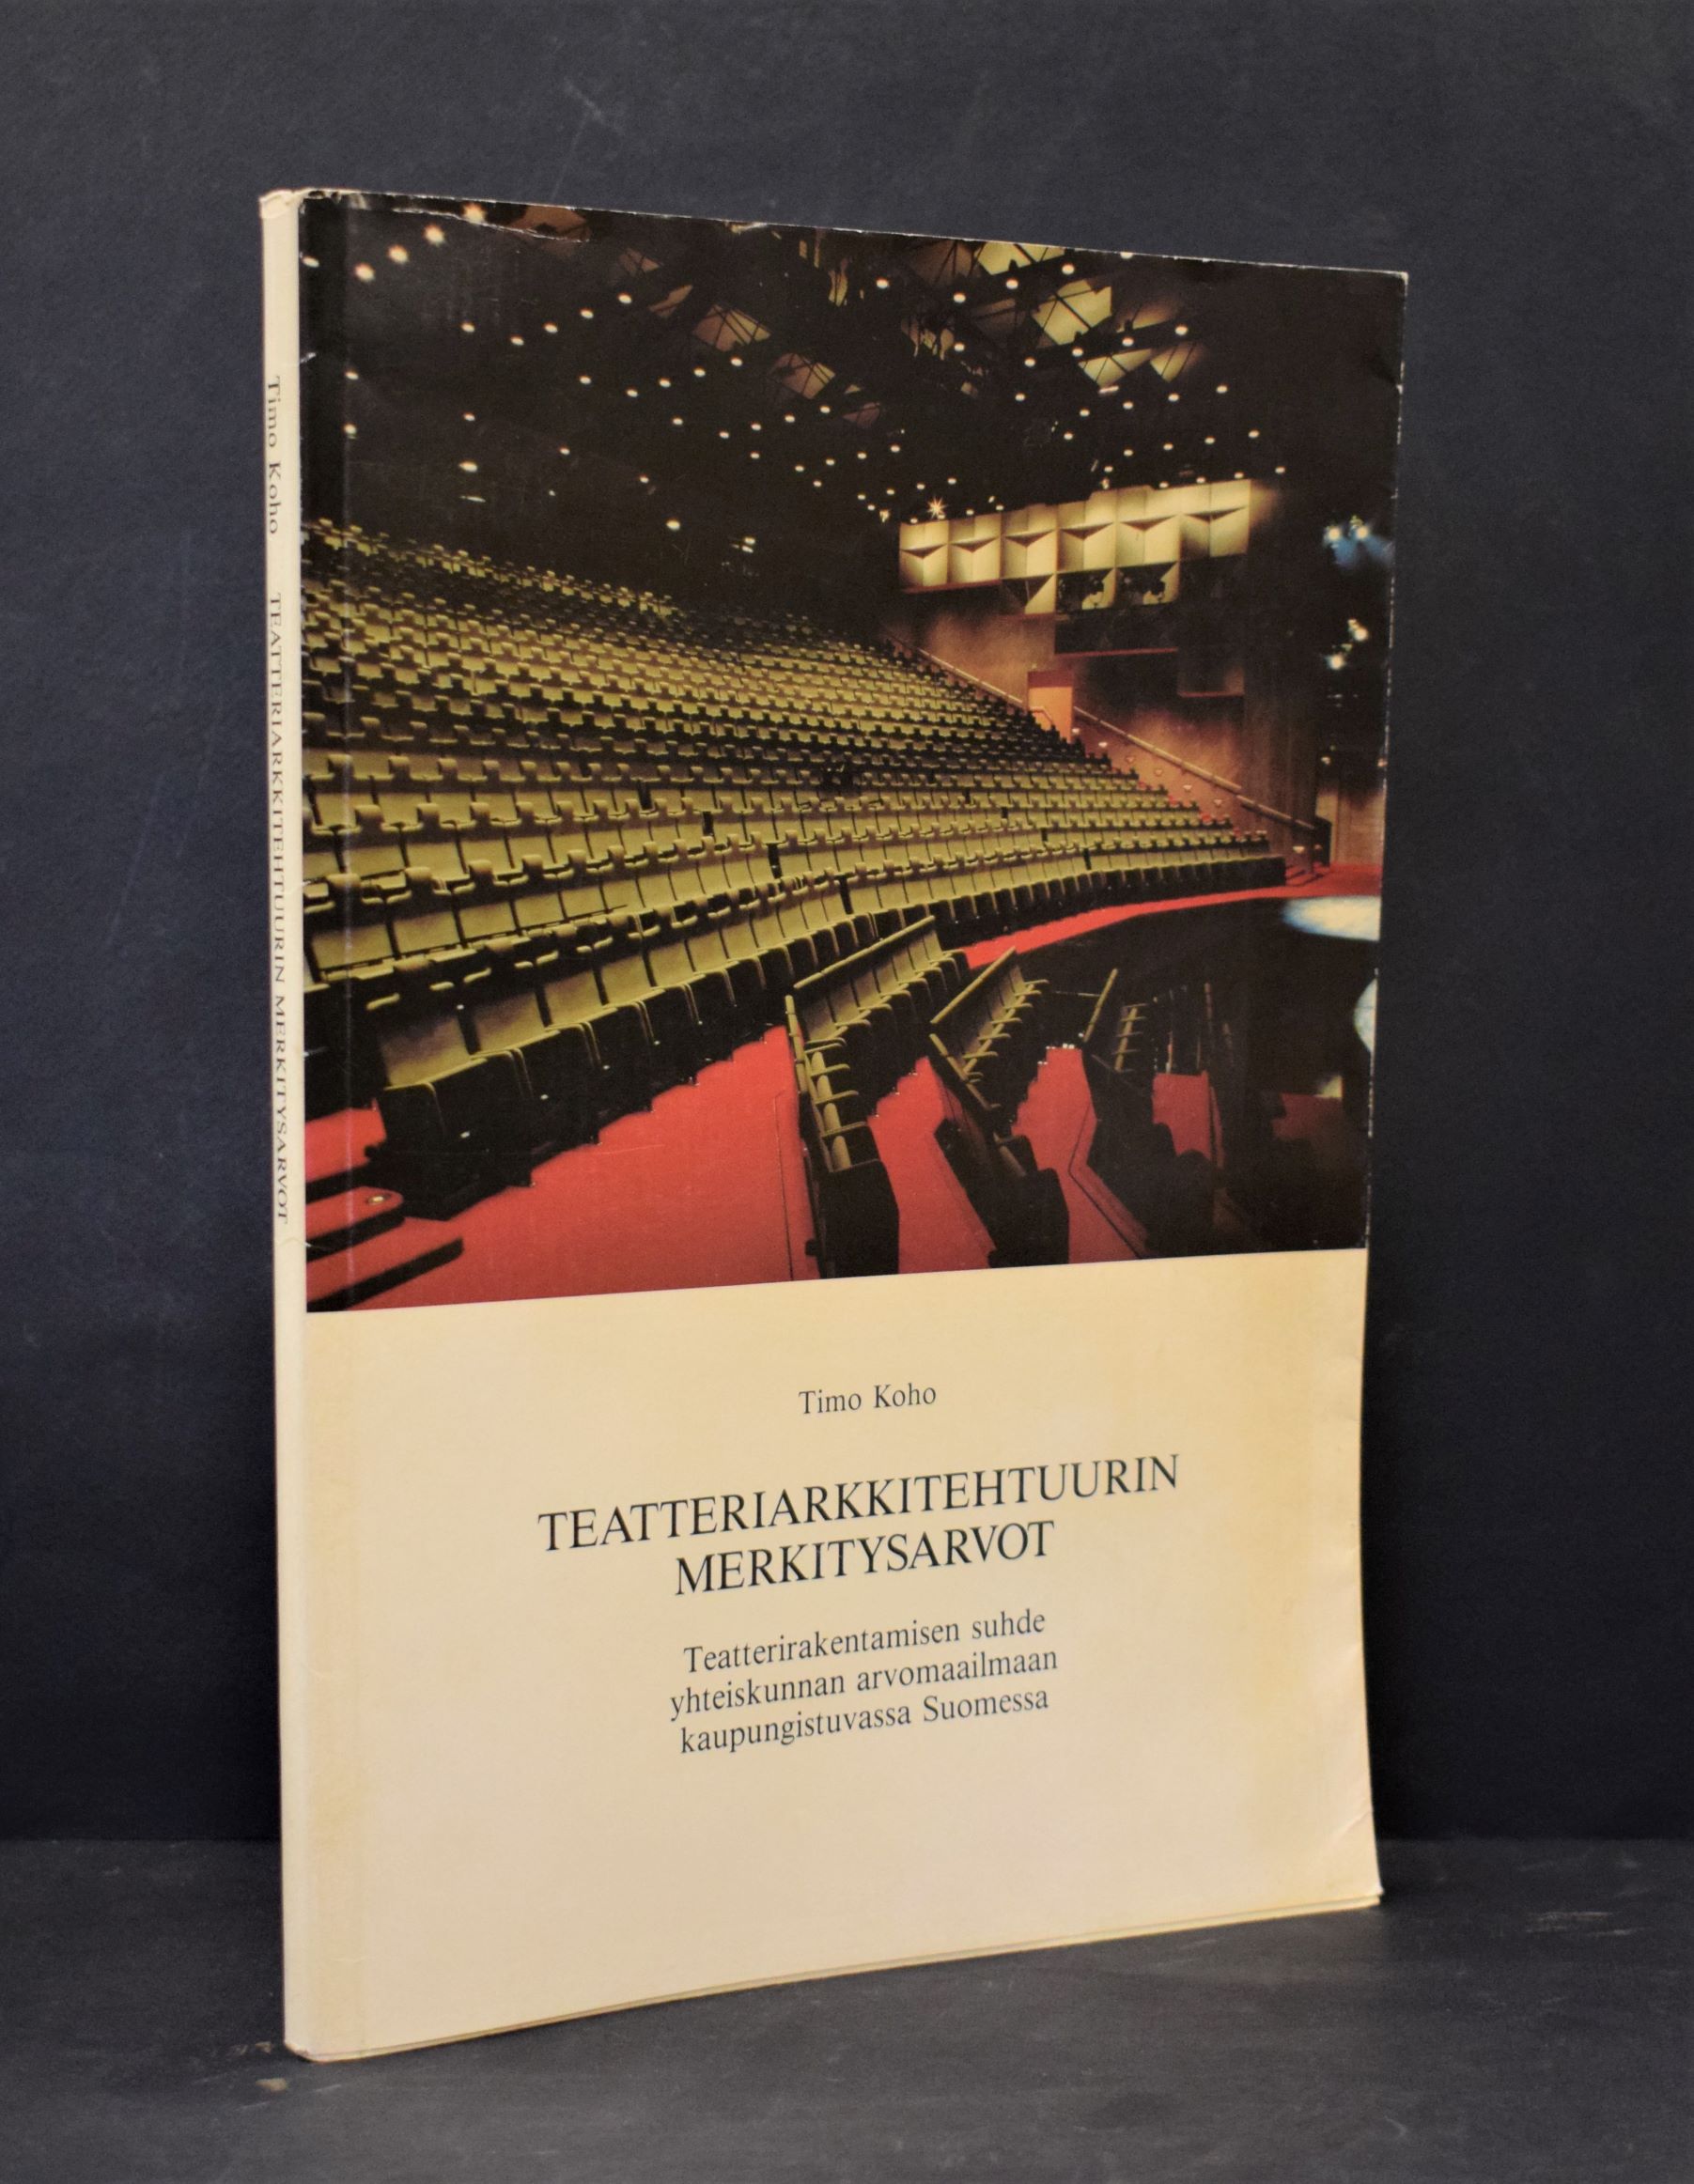 Timo Koho TEATTERIARKKITEHTUURIN MERKITYSARVOT
Timo Koho
TEATTERIARKKITEHTUURIN
MERKITYSARVOT
Teatterirakentamisen suhde
yhteiskunnan arvomaailmaan
kaupungistuvassa Suomessa